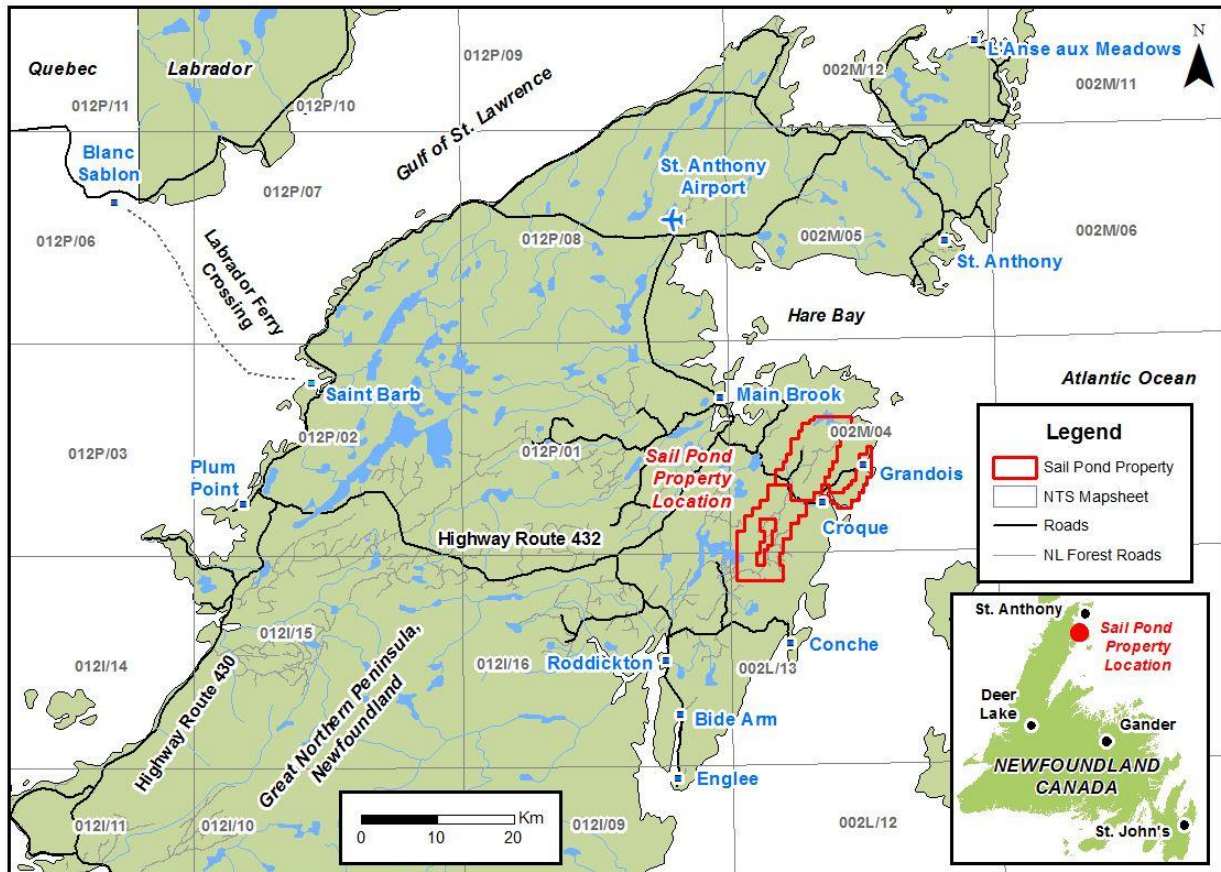 Quebec
Labrador
012P/09
002M/12
L'Anse aux Meadows
N
012P/11
012P/10
002M/11
Gulf of St. Lawrence
Blanc
Sablon
012P/07
St. Anthony
Airport
012P/06
012P/08
002M/05
002M/06
St. Anthony
Labrador Ferry
Crossing
Hare Bay
Saint Barb
Main Brook
Atlantic Ocean
012P/03
012P/02
012P/01
002M/04
Sail Pond
Property
Location
Grandois
Plum
Point
Croque
Highway Route 432
Legend
Sail Pond Property
NTS Mapsheet
Roads
NL Forest Roads
012I/14
012I/15
012I/16
002L/13
Conche
Roddickton
Bide Arm
Englee
Highway Route 430
Great Northern Peninsula,
Newfoundland
012I/11
012I/10
012I/09
002L/12
Km
0
10
20
St. Anthony
Sail Pond
Property
Location
Deer
Lake
Gander
NEWFOUNDLAND
CANADA
St. John's